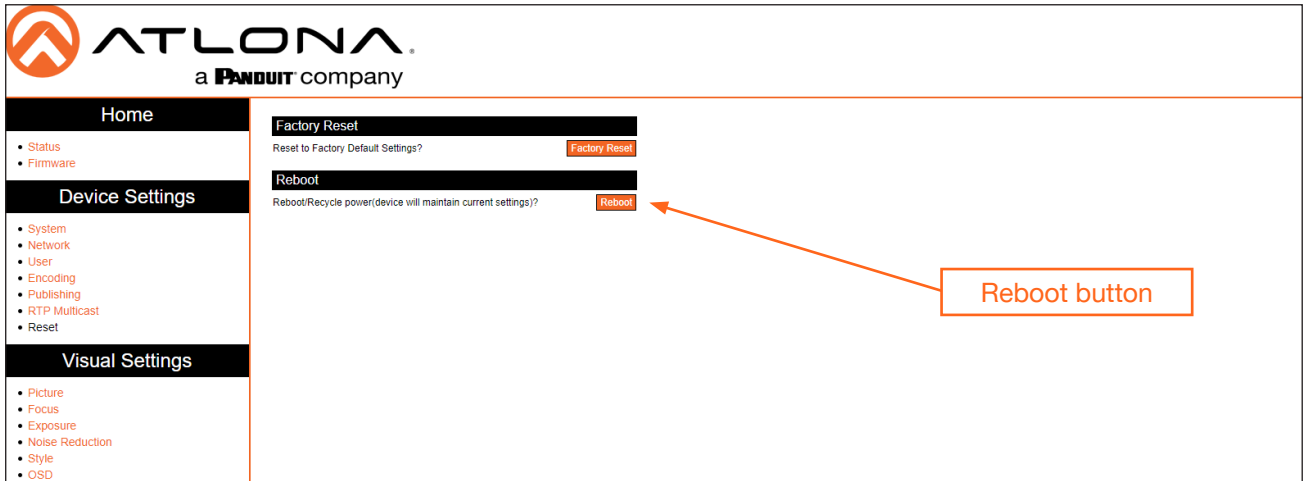 ATLONA®
a PANDUIT™ company
Home
• Status
• Firmware
Device Settings
• System
• Network
• User
• Encoding
• Publishing
• RTP Multicast
• Reset
Visual Settings
• Picture
• Focus
• Exposure
• Noise Reduction
• Style
• OSD
Factory Reset
Reset to Factory Default Settings? Factory Reset
Reboot
Reboot/Recycle power(device will maintain current settings)? Reboot
Reboot button